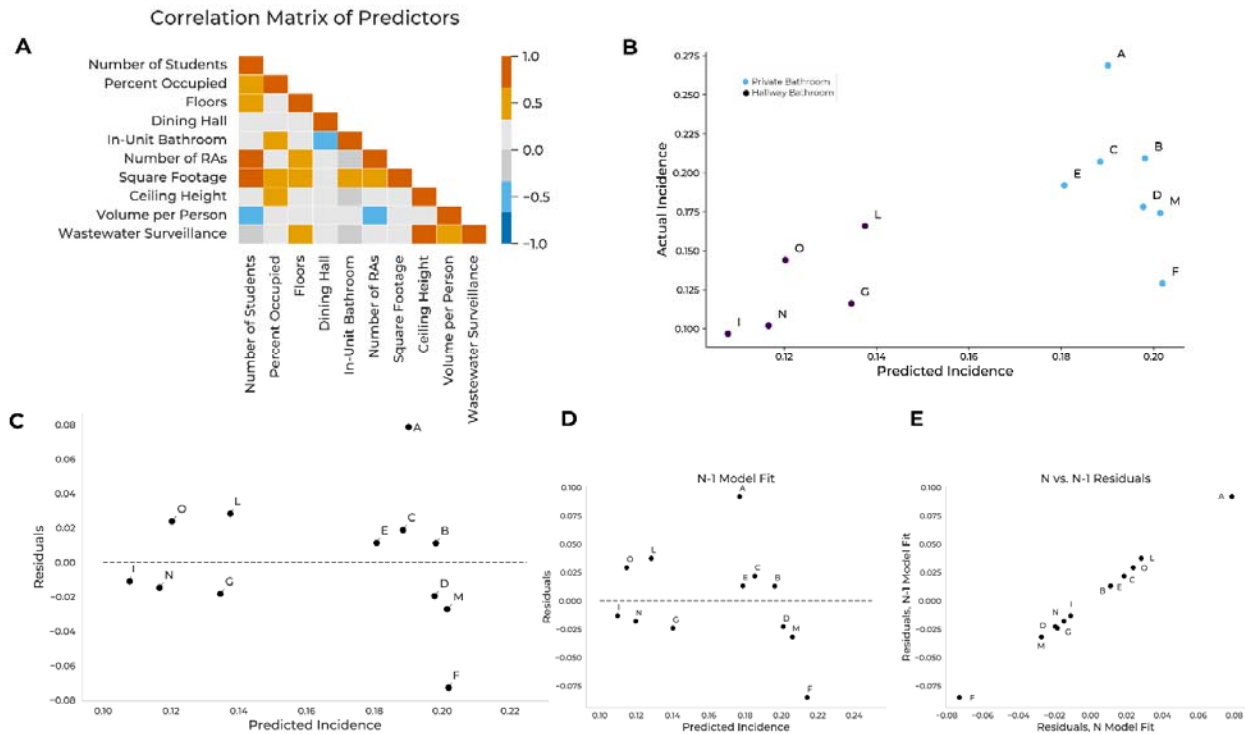 Correlation Matrix of Predictors
A
Number of Students
Percent Occupied
Floors
Dining Hall
In-Unit Bathroom
Number of RAs
Square Footage
Ceiling Height
Volume per Person
Wastewater Surveillance
1.0
0.5
0.0
−0.5
−1.0
Number of Students
Percent Occupied
Floors
Dining Hall
In-Unit Bathroom
Number of RAs
Square Footage
Ceiling Height
Volume per Person
Wastewater Surveillance
B
Actual Incidence
0.275
0.250
0.225
0.200
0.175
0.150
0.125
0.100
Private Bathroom
Hallway Bathroom
A
C
B
E
D
M
L
O
F
G
N
I
0.12
0.14
0.16
0.18
0.20
Predicted Incidence
C
Residuals
0.08
0.06
0.04
0.02
0.00
−0.02
−0.04
−0.06
−0.08
A
O
L
E
C
B
I
N
G
D
M
F
0.10
0.12
0.14
0.16
0.18
0.20
0.22
Predicted Incidence
D
N-1 Model Fit
Residuals
0.100
0.075
0.050
0.025
0.000
−0.025
−0.050
−0.075
A
L
O
C
E
B
I
N
G
D
M
F
0.10
0.12
0.14
0.16
0.18
0.20
0.22
0.24
Predicted Incidence
E
N vs. N-1 Residuals
Residuals, N-1 Model Fit
0.100
0.075
0.050
0.025
0.000
−0.025
−0.050
−0.075
A
L
O
C
B
E
I
N
D
G
M
F
−0.08
−0.06
−0.04
−0.02
0.00
0.02
0.04
0.06
0.08
Residuals, N Model Fit